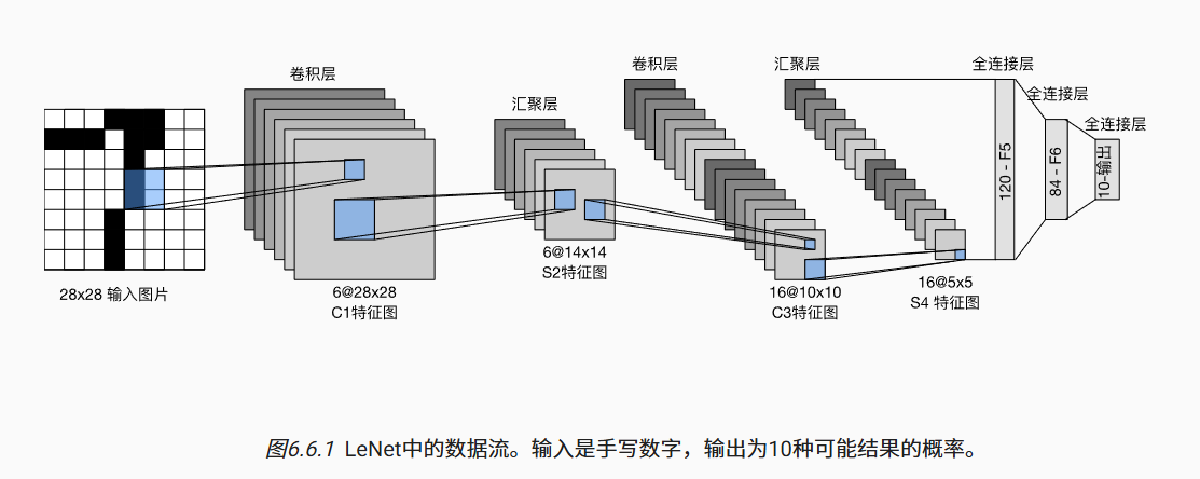 卷积层
汇聚层
卷积层
汇聚层
全连接层
全连接层
全连接层
120 - F5
84 - F6
10-输出
28x28 输入图片
6@28x28
C1特征图
6@14x14
S2特征图
16@10x10
C3特征图
16@5x5
S4 特征图
图6.6.1 LeNet中的数据流。输入是手写数字，输出为10种可能结果的概率。